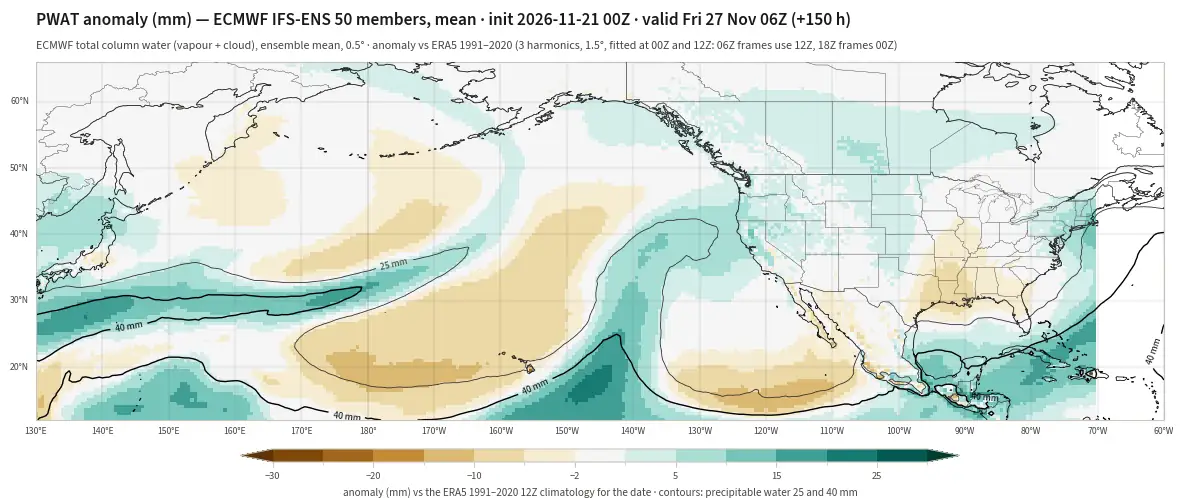 PWAT anomaly (mm) — ECMWF IFS-ENS 50 members, mean · init 2026-11-21 00Z · valid Fri 27 Nov 06Z (+150 h)
ECMWF total column water (vapour + cloud), ensemble mean, 0.5° · anomaly vs ERA5 1991–2020 (3 harmonics, 1.5°, fitted at 00Z and 12Z: 06Z frames use 12Z, 18Z frames 00Z)
60°N
50°N
40°N
30°N
20°N
25 mm
40 mm
40 mm
40 mm
40 mm
40 mm
130°E 140°E 150°E 160°E 180° 170°W 160°W 150°W 140°W 130°W 120°W 110°W 100°W 90°W 80°W 70°W 60°W
−30 −20 −10 −2 5 15 25
anomaly (mm) vs the ERA5 1991–2020 12Z climatology for the date · contours: precipitable water 25 and 40 mm